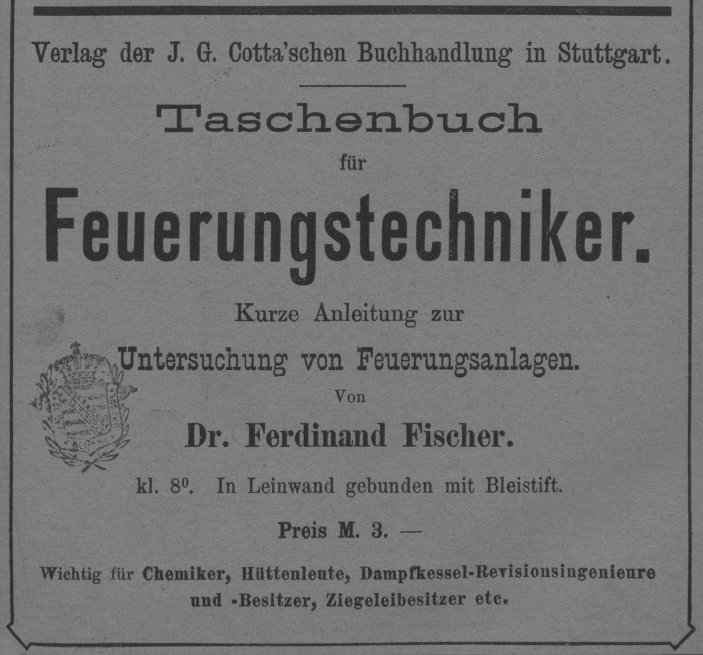 Verlag der J. G. Cotta'schen Buchhandlung in Stuttgart.
Taschenbuch
für
Feuerungstechniker.
Kurze Anleitung zur
Untersuchung von Feuerungsanlagen.
Von
Dr. Ferdinand Fischer.
kl. 8⁰. In Leinwand gebunden mit Bleistift.
Preis M. 3. —
Wichtig für Chemiker, Hüttenleute, Dampfkessel-Revisionsingenieure
und -Besitzer, Ziegeleibesitzer etc.